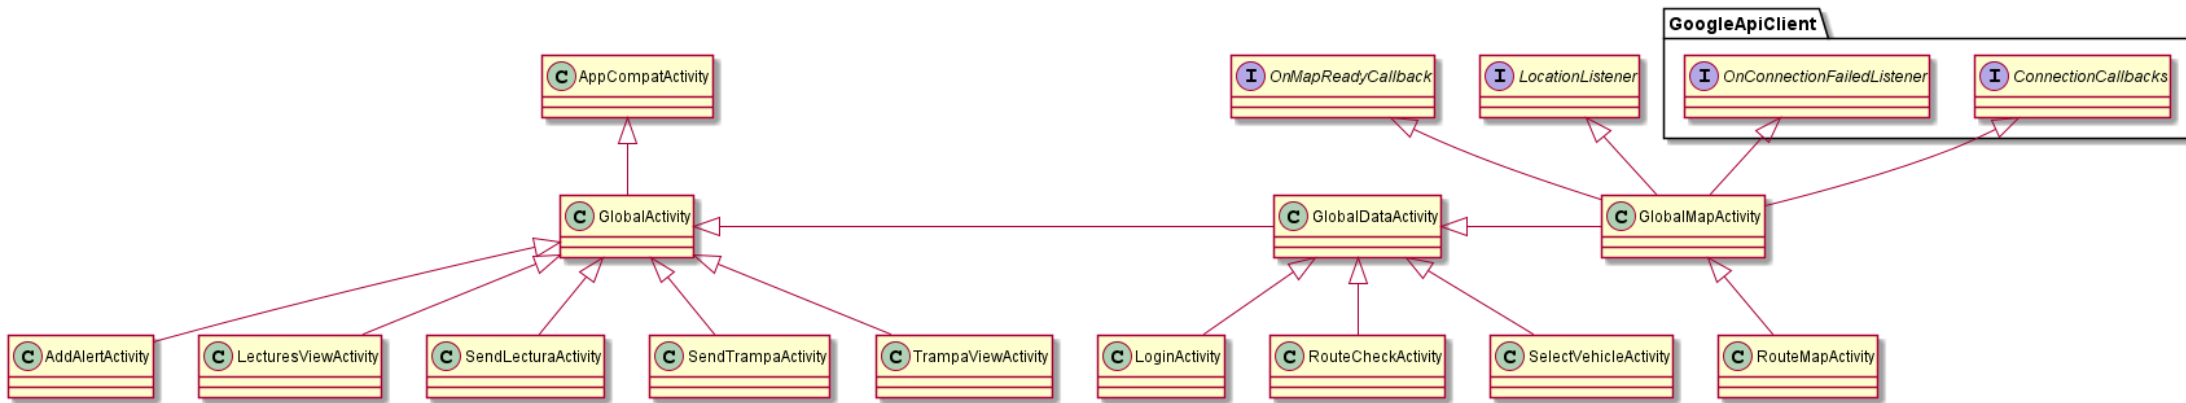 GoogleApiClient
C AppCompatActivity
I OnMapReadyCallback
I LocationListener
I OnConnectionFailedListener
I ConnectionCallbacks
C GlobalActivity
C GlobalDataActivity
C GlobalMapActivity
C AddAlertActivity
C LecturesViewActivity
C SendLecturaActivity
C SendTrampaActivity
C TrampaViewActivity
C LoginActivity
C RouteCheckActivity
C SelectVehicleActivity
C RouteMapActivity